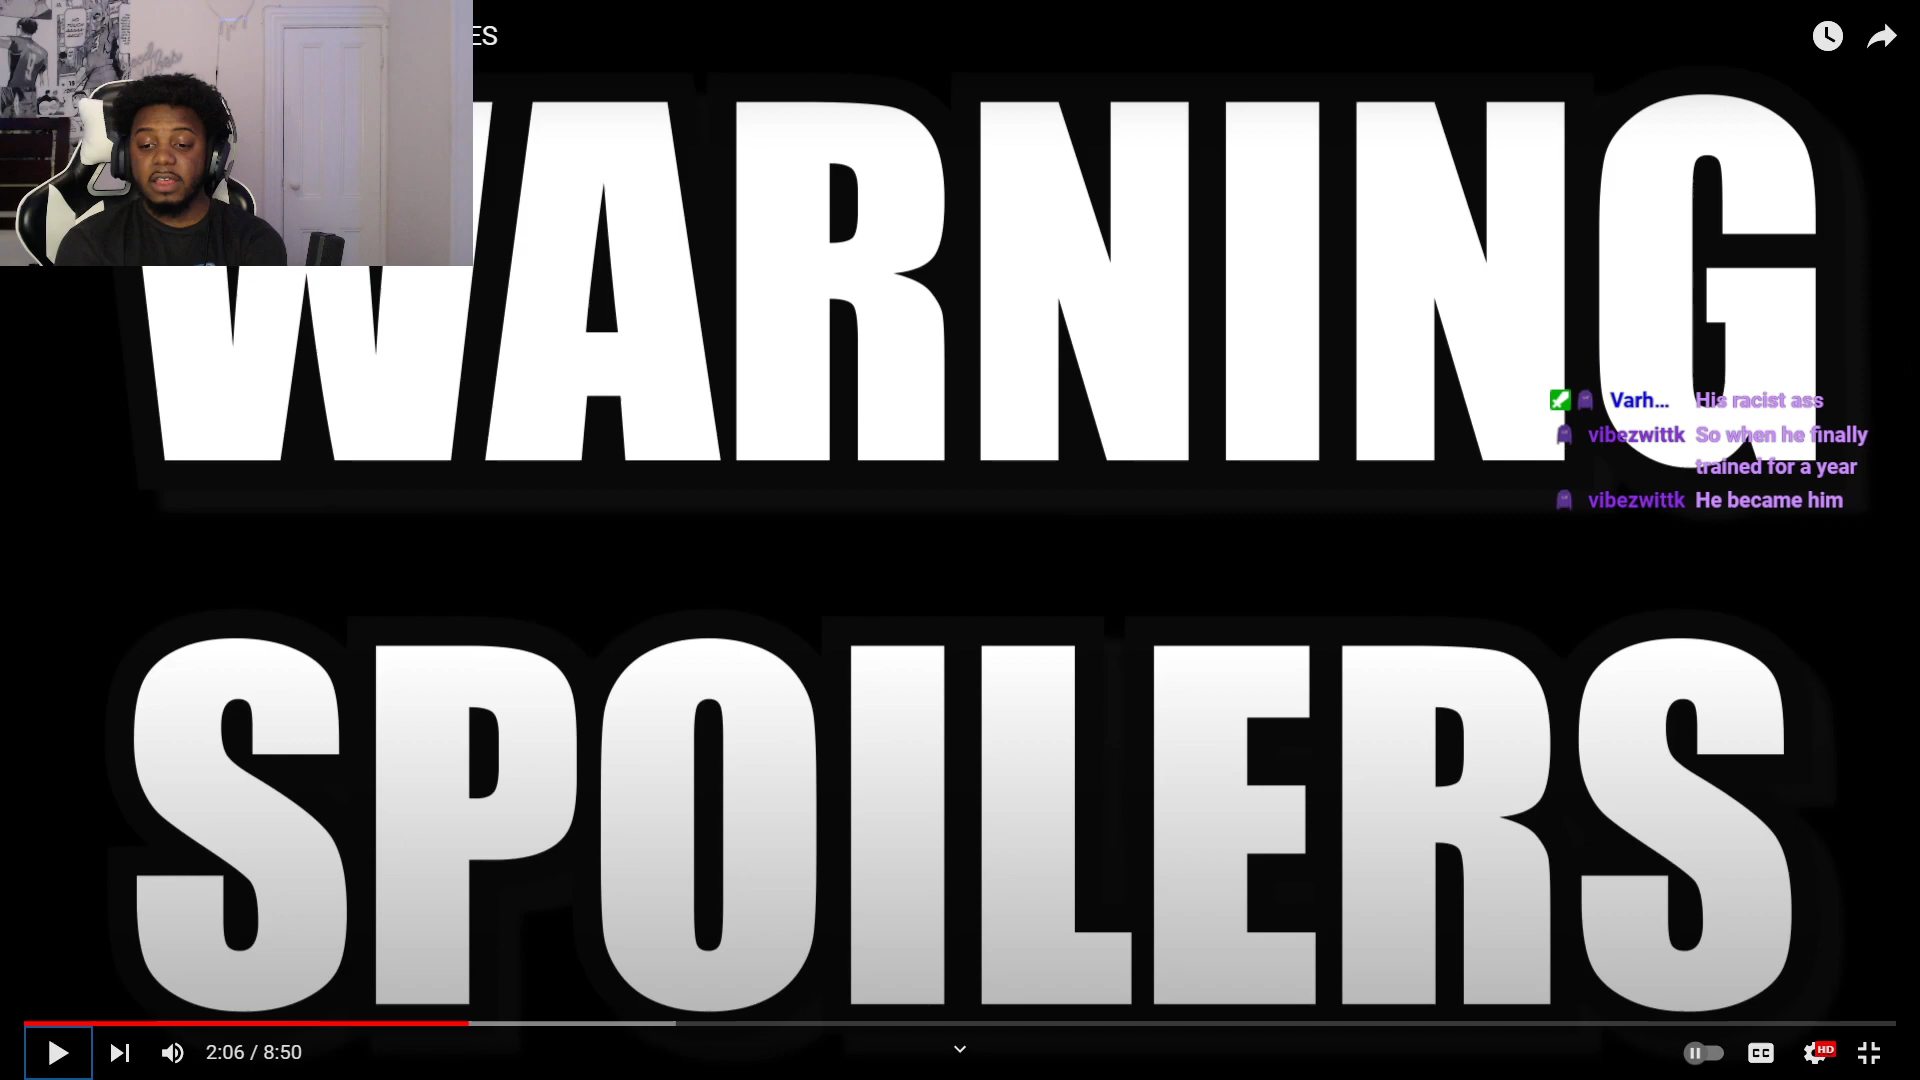 ES
WARNING
Varh... His racist ass
vibezwittk So when he finally
trained for a year
vibezwittk He became him
SPOILERS
2:06 / 8:50
CC
HD